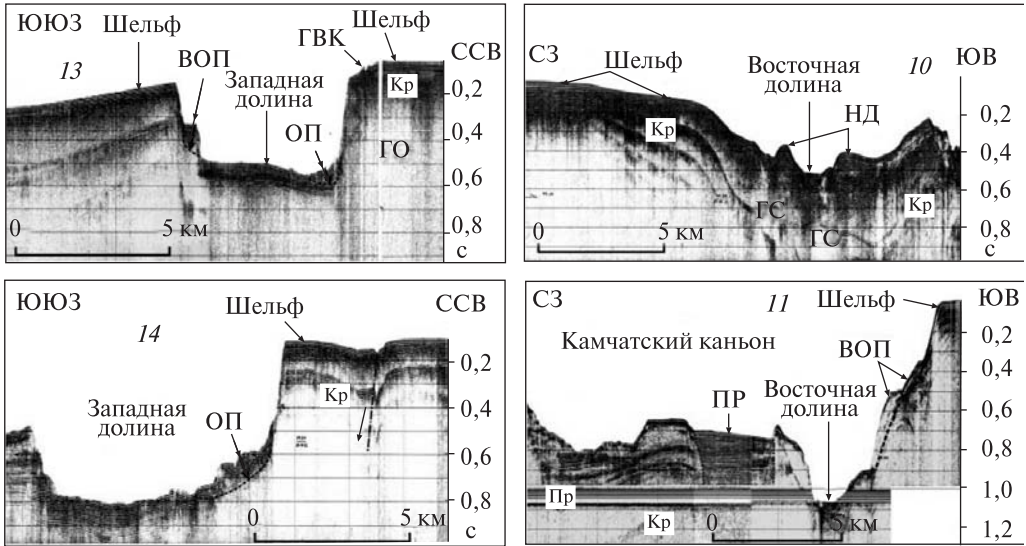 ЮЮЗ
Шельф
ГВК
Шельф
ССВ
13
ВОП
Западная
долина
Кр
ОП
ГО
0,2
0,4
0,6
0,8
с
0
5 км
СЗ
Шельф
Восточная
долина
10
ЮВ
НД
Кр
Кр
ГС
ГС
0,2
0,4
0,6
0,8
с
0
5 км
ЮЮЗ
14
Шельф
ССВ
Западная
долина
ОП
Кр
0,2
0,4
0,6
0,8
с
0
5 км
СЗ
11
Шельф
ЮВ
Камчатский каньон
ВОП
Восточная
долина
ПР
Пр
Кр
0,2
0,4
0,6
0,8
1,0
1,2
0
5 км